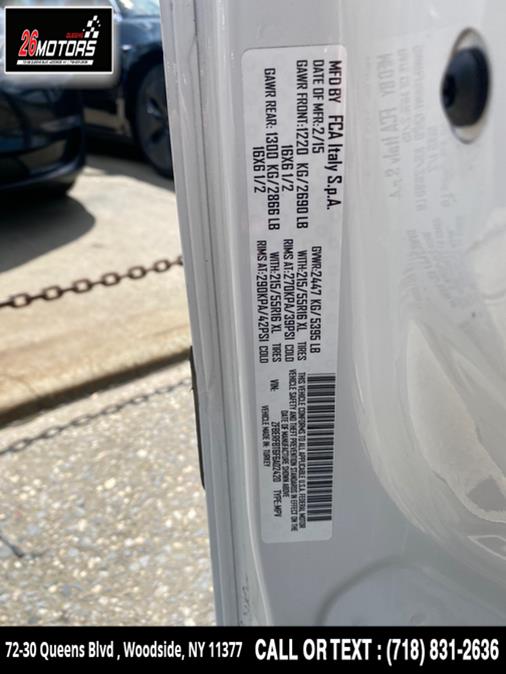 QUEENS
26
MOTORS
MFD BY FCA Italy S.p.A.
DATE OF MFR:2/15 GVWR:2447 KG/5395 LB
GAWR FRONT:1220 KG/2690 LB WITH:215/55R16 XL TIRES
16X6 1/2 RIMS AT:270KPA/39PSI COLD
GAWR REAR: 1300 KG/2866 LB WITH:215/55R16 XL TIRES
16X6 1/2 RIMS AT:290KPA/42PSI COLD
THIS VEHICLE CONFORMS TO ALL APPLICABLE U.S.A. FEDERAL MOTOR
VEHICLE SAFETY AND THEFT PREVENTION STANDARDS IN EFFECT ON THE
DATE OF MANUFACTURE SHOWN ABOVE
VIN: ZFBERFBT6F6A02420 TYPE:MPV
VEHICLE MADE IN: TURKEY
72-30 Queens Blvd , Woodside, NY 11377 CALL OR TEXT : (718) 831-2636